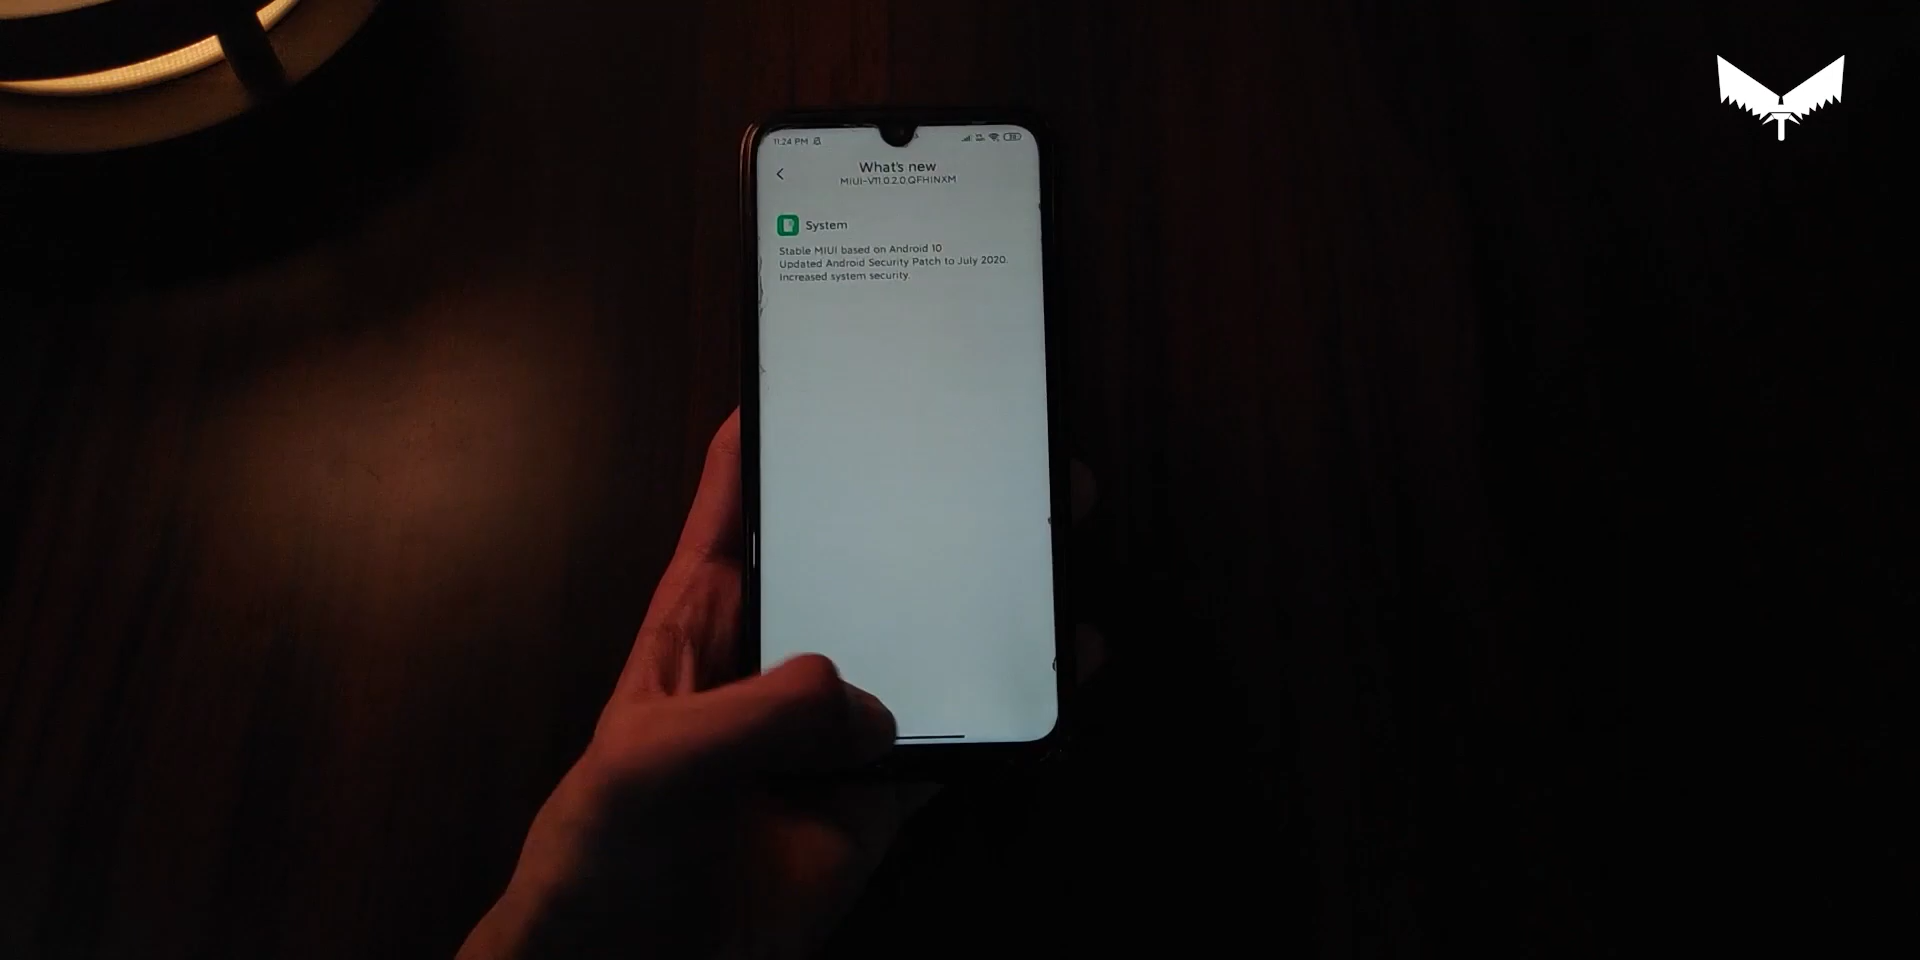 11:24 PM
What's new
MIUI-V11.0.2.0.QFHINXM
System
Stable MIUI based on Android 10
Updated Android Security Patch to July 2020.
Increased system security.